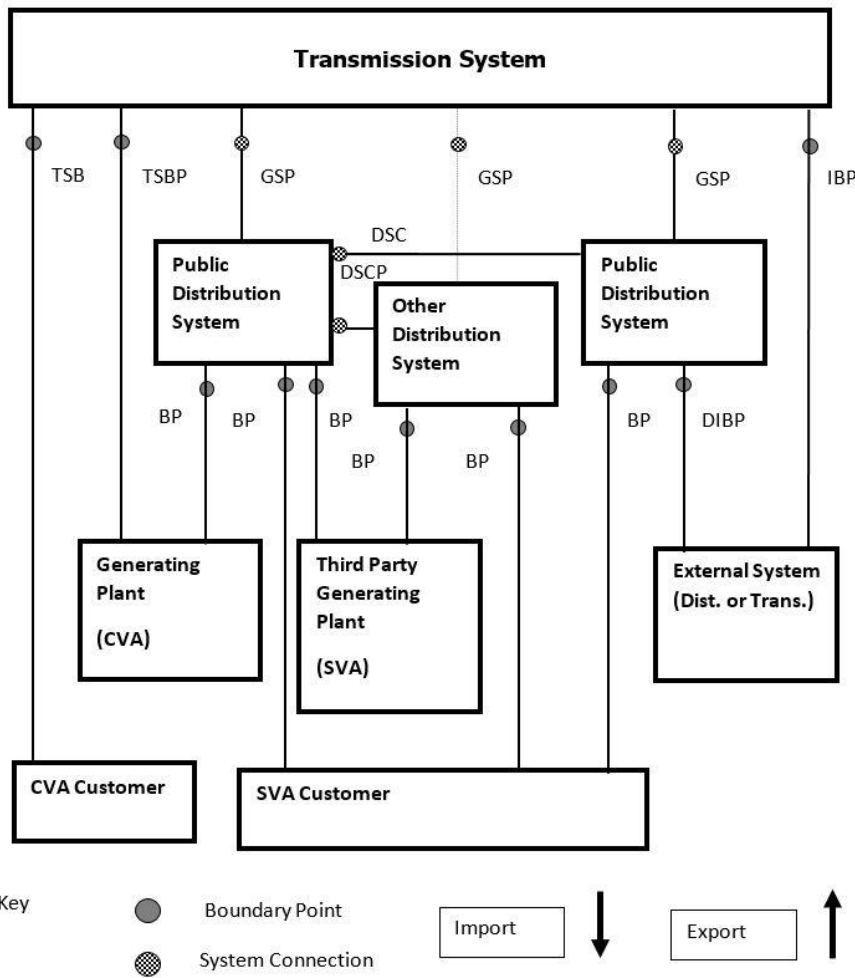 Transmission System
TSB
TSBP
GSP
GSP
GSP
IBP
DSC
DSCP
Public
Distribution
System
Other
Distribution
System
Public
Distribution
System
BP
BP
BP
BP
BP
BP
DIBP
Generating
Plant
(CVA)
Third Party
Generating
Plant
(SVA)
External System
(Dist. or Trans.)
CVA Customer
SVA Customer
Key
Boundary Point
System Connection
Import
Export